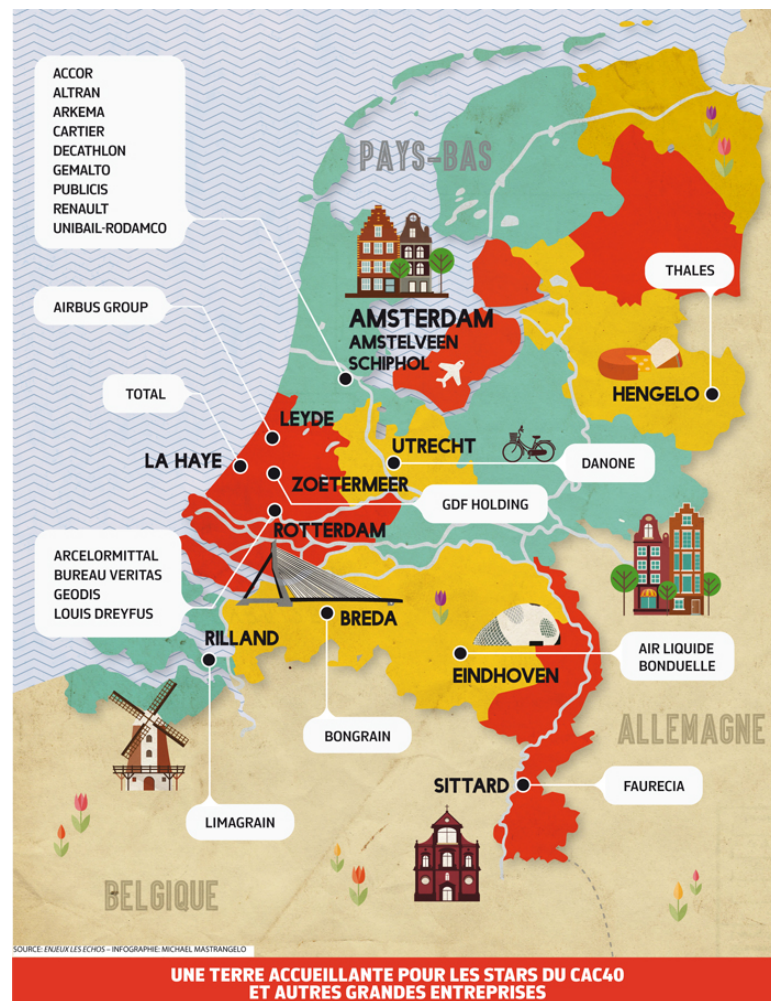 ACCOR
ALTRAN
ARKEMA
CARTIER
DECATHLON
GEMALTO
PUBLICIS
RENAULT
UNIBAIL-RODAMCO
PAYS-BAS
THALES
AIRBUS GROUP
AMSTERDAM
AMSTELVEEN
SCHIPHOL
TOTAL
HENGELO
LEYDE
UTRECHT
LA HAYE
DANONE
ZOETERMEER
GDF HOLDING
ROTTERDAM
ARCELORMITTAL
BUREAU VERITAS
GEODIS
LOUIS DREYFUS
BREDA
RILLAND
AIR LIQUIDE
BONDUELLE
EINDHOVEN
BONGRAIN
ALLEMAGNE
SITTARD
FAURECIA
LIMAGRAIN
BELGIQUE
SOURCE: ENJEUX LES ECHOS – INFOGRAPHIE: MICHAEL MASTRANGELO
UNE TERRE ACCUEILLANTE POUR LES STARS DU CAC40
ET AUTRES GRANDES ENTREPRISES